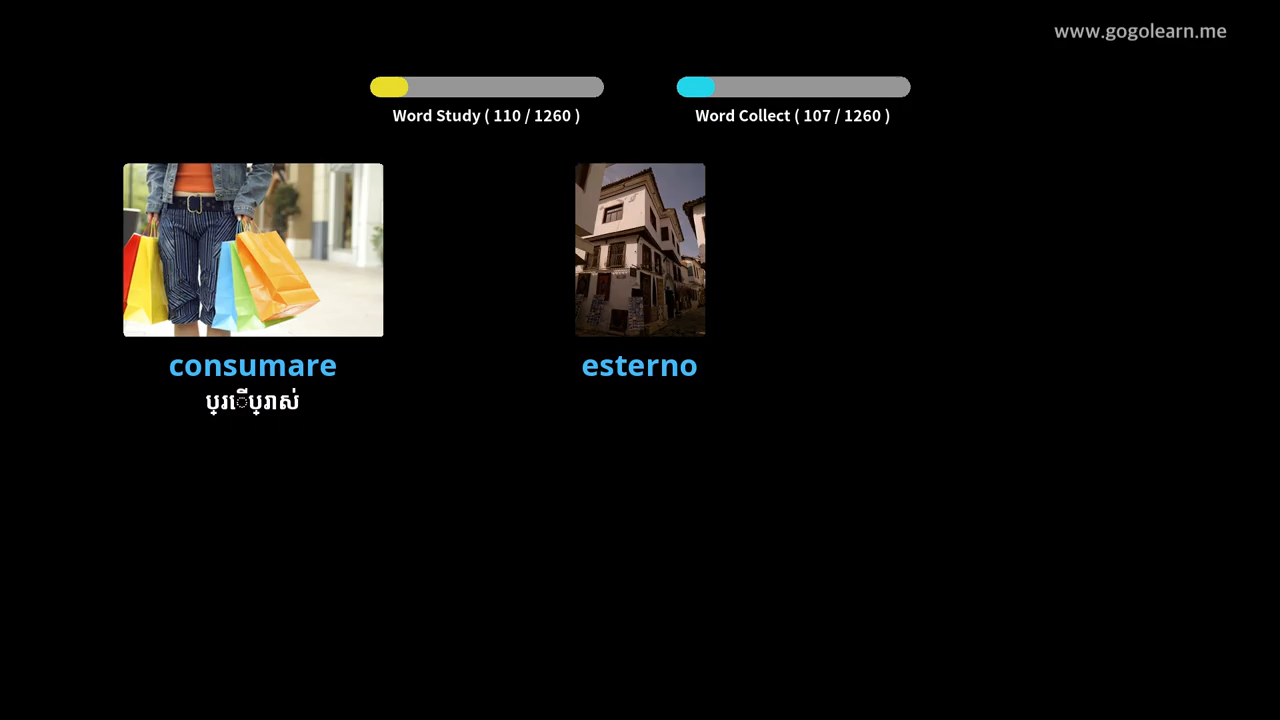 www.gogolearn.me
Word Study ( 110 / 1260 )
Word Collect ( 107 / 1260 )
consumare
esterno
ប្រើប្រាស់